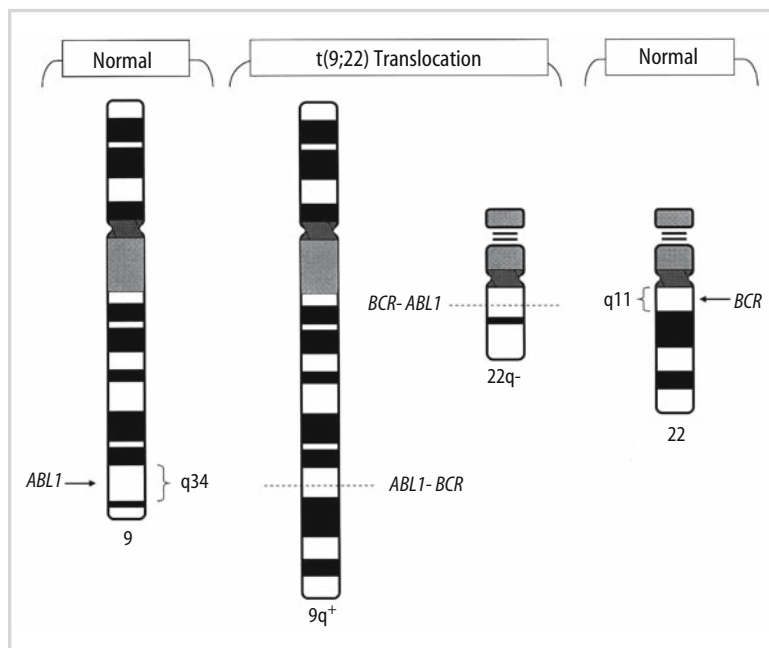 Normal
t(9;22) Translocation
Normal
BCR- ABL1
q11
BCR
22q-
22
ABL1
q34
ABL1- BCR
9
9q+